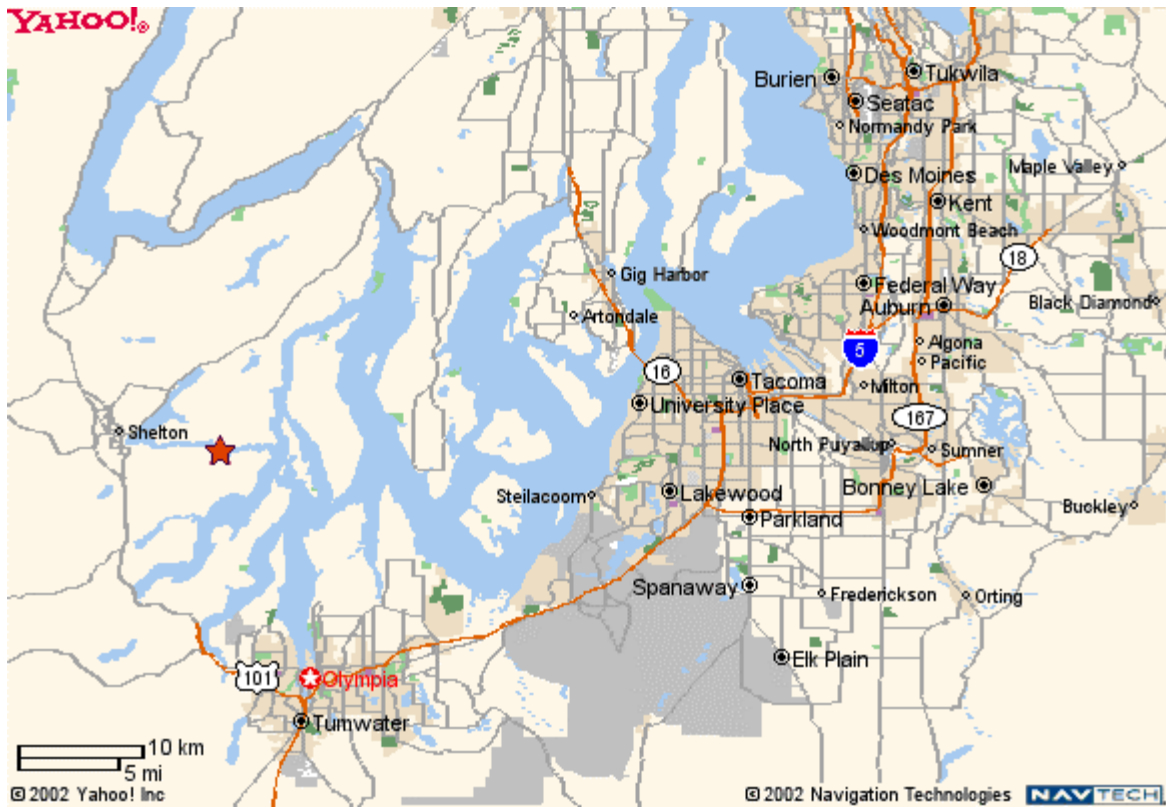 YAHOO!®
Burien
Tukwila
Seatac
Normandy Park
Maple Valley
Des Moines
Kent
Woodmont Beach
18
Gig Harbor
Federal Way
Auburn
Black Diamond
Artondale
5
Algona
Pacific
16
Tacoma
Milton
University Place
167
Shelton
North Puyallup
Sumner
Steilacoom
Lakewood
Bonney Lake
Buckley
Parkland
Spanaway
Frederickson
Orting
Elk Plain
101
Olympia
Tumwater
10 km
5 mi
© 2002 Yahoo! Inc
© 2002 Navigation Technologies
NAVTECH